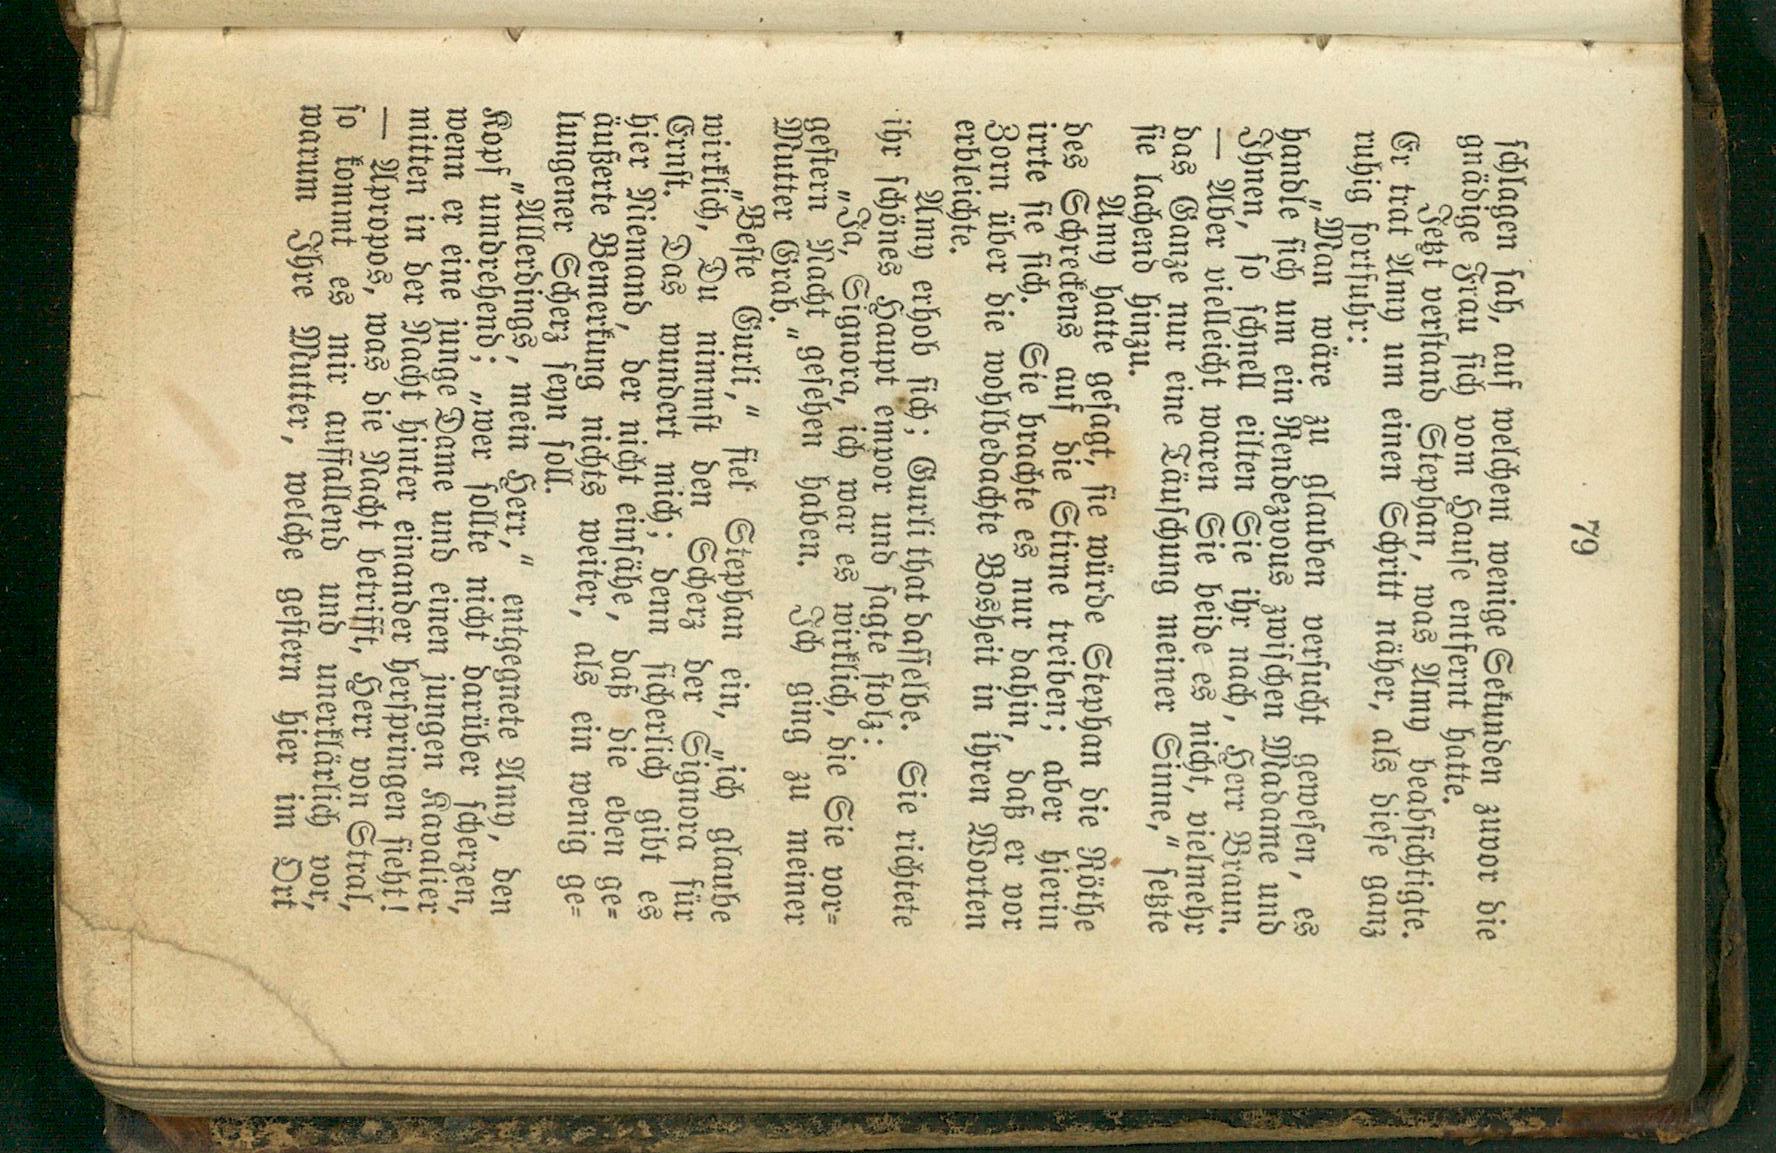 79
ſchlagen ſah, auf welchem wenige Sekunden zuvor die
gnädige Frau ſich vom Hauſe entfernt hatte.
Jetzt verſtand Stephan, was Amy beabſichtigte.
Er trat Amy um einen Schritt näher, als dieſe ganz
ruhig fortfuhr:
„Man wäre zu glauben verſucht geweſen, es
handle ſich um ein Rendezvous zwiſchen Madame und
Ihnen, ſo ſchnell eilten Sie ihr nach, Herr Braun.
— Aber vielleicht waren Sie beide es nicht, vielmehr
das Ganze nur eine Täuſchung meiner Sinne,“ ſetzte
ſie lachend hinzu.
Amy hatte geſagt, ſie würde Stephan die Röthe
des Schreckens auf die Stirne treiben; aber hierin
irrte ſie ſich. Sie brachte es nur dahin, daß er vor
Zorn über die wohlbedachte Bosheit in ihren Worten
erbleichte.
Amy erhob ſich; Gurli that daſſelbe. Sie richtete
ihr ſchönes Haupt empor und ſagte ſtolz:
„Ja, Signora, ich war es wirklich, die Sie vor=
geſtern Nacht geſehen haben. Ich ging zu meiner
Mutter Grab.“
„Beſte Gurli,“ fiel Stephan ein, „ich glaube
wirklich, Du nimmſt den Scherz der Signora für
Ernſt. Das wundert mich; denn ſicherlich gibt es
hier Niemand, der nicht einſähe, daß die eben ge=
äußerte Bemerkung nichts weiter, als ein wenig ge=
lungener Scherz ſeyn ſoll.
„Allerdings, mein Herr,“ entgegnete Amy, den
Kopf umdrehend; „wer ſollte nicht darüber ſcherzen,
wenn er eine junge Dame und einen jungen Kavalier
mitten in der Nacht hinter einander herſpringen ſieht!
— Apropos, was die Nacht betrifft, Herr von Stral,
ſo kommt es mir auffallend und unerklärlich vor,
warum Ihre Mutter, welche geſtern hier im Ort